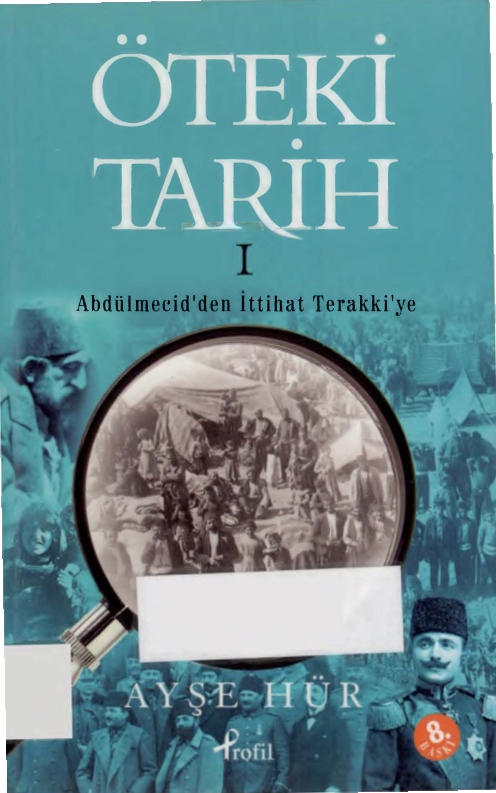 ÖTEKİ
TARİH
I
Abdülmecid'den İttihat Terakki'ye
AYŞE HÜR
Profil
8.
BASKI